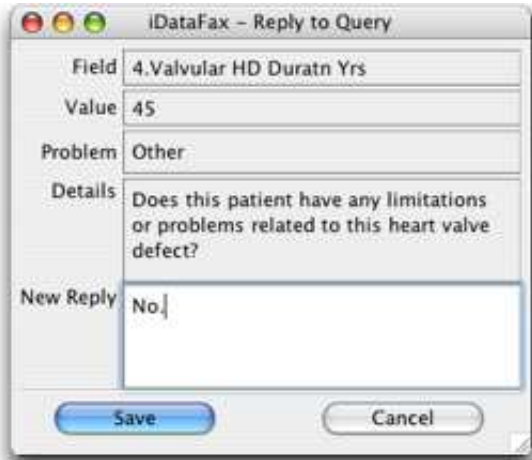 iDataFax – Reply to Query
Field 4.Valvular HD Duratn Yrs
Value 45
Problem Other
Details Does this patient have any limitations
or problems related to this heart valve
defect?
New Reply No.
Save Cancel